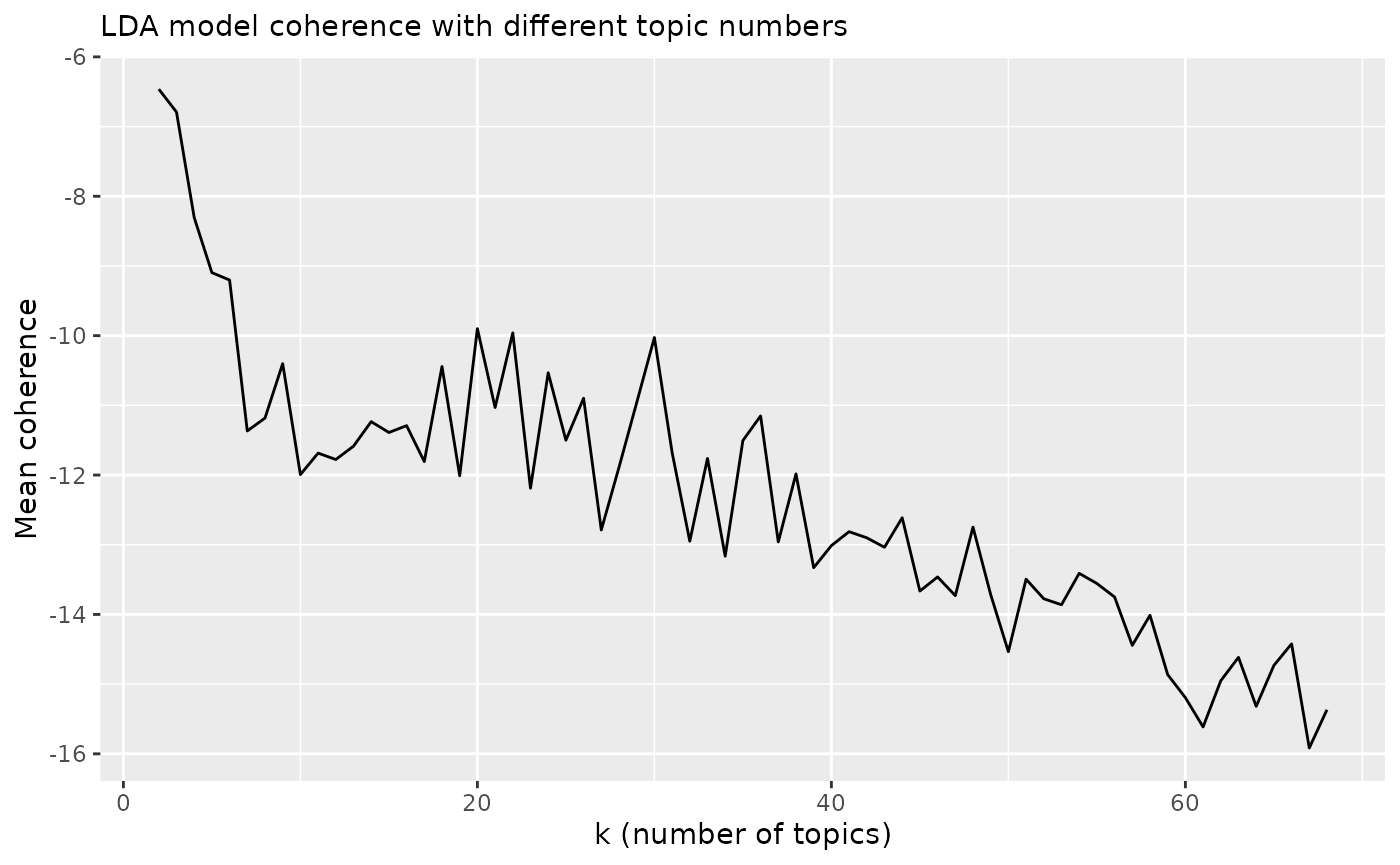 LDA model coherence with different topic numbers
-6
-8
-10
-12
-14
-16
Mean coherence
0 20 40 60
k (number of topics)